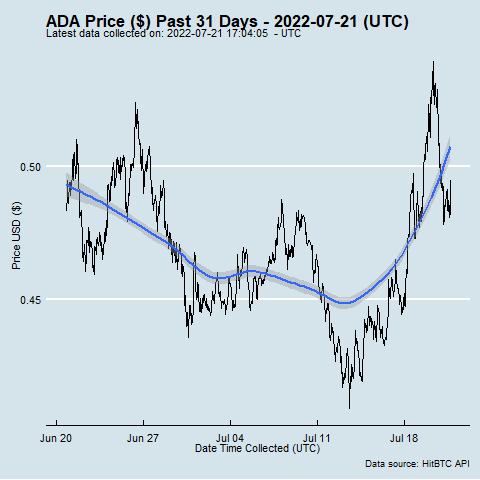 ADA Price ($) Past 31 Days - 2022-07-21 (UTC)
Latest data collected on: 2022-07-21 17:04:05 - UTC
0.50
Price USD ($)
0.45
Jun 20 Jun 27 Jul 04 Jul 11 Jul 18
Date Time Collected (UTC)
Data source: HitBTC API